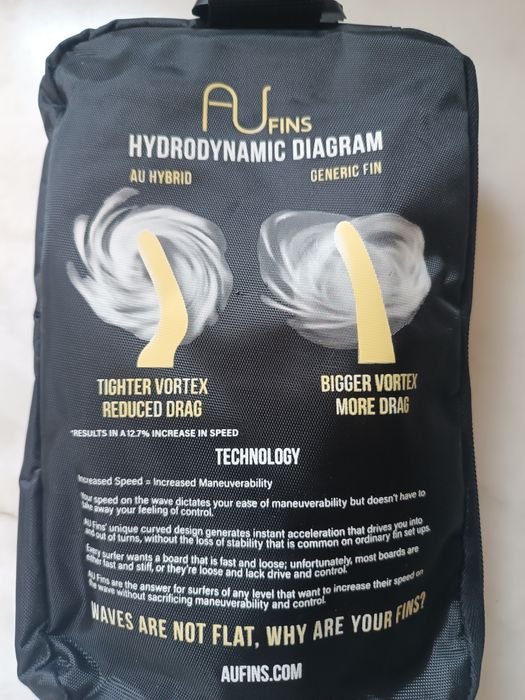 AU FINS
HYDRODYNAMIC DIAGRAM
AU HYBRID
GENERIC FIN
TIGHTER VORTEX
REDUCED DRAG
BIGGER VORTEX
MORE DRAG
*RESULTS IN A 12.7% INCREASE IN SPEED
TECHNOLOGY
Increased Speed = Increased Maneuverability
Your speed on the wave dictates your ease of maneuverability but doesn't have to
take away your feeling of control.
AU Fins' unique curved design generates instant acceleration that drives you into
and out of turns, without the loss of stability that is common on ordinary fin set ups.
Every surfer wants a board that is fast and loose; unfortunately, most boards are
either fast and stiff, or they're loose and lack drive and control.
AU Fins are the answer for surfers of any level that want to increase their speed on
the wave without sacrificing maneuverability and control.
WAVES ARE NOT FLAT, WHY ARE YOUR FINS?
AUFINS.COM